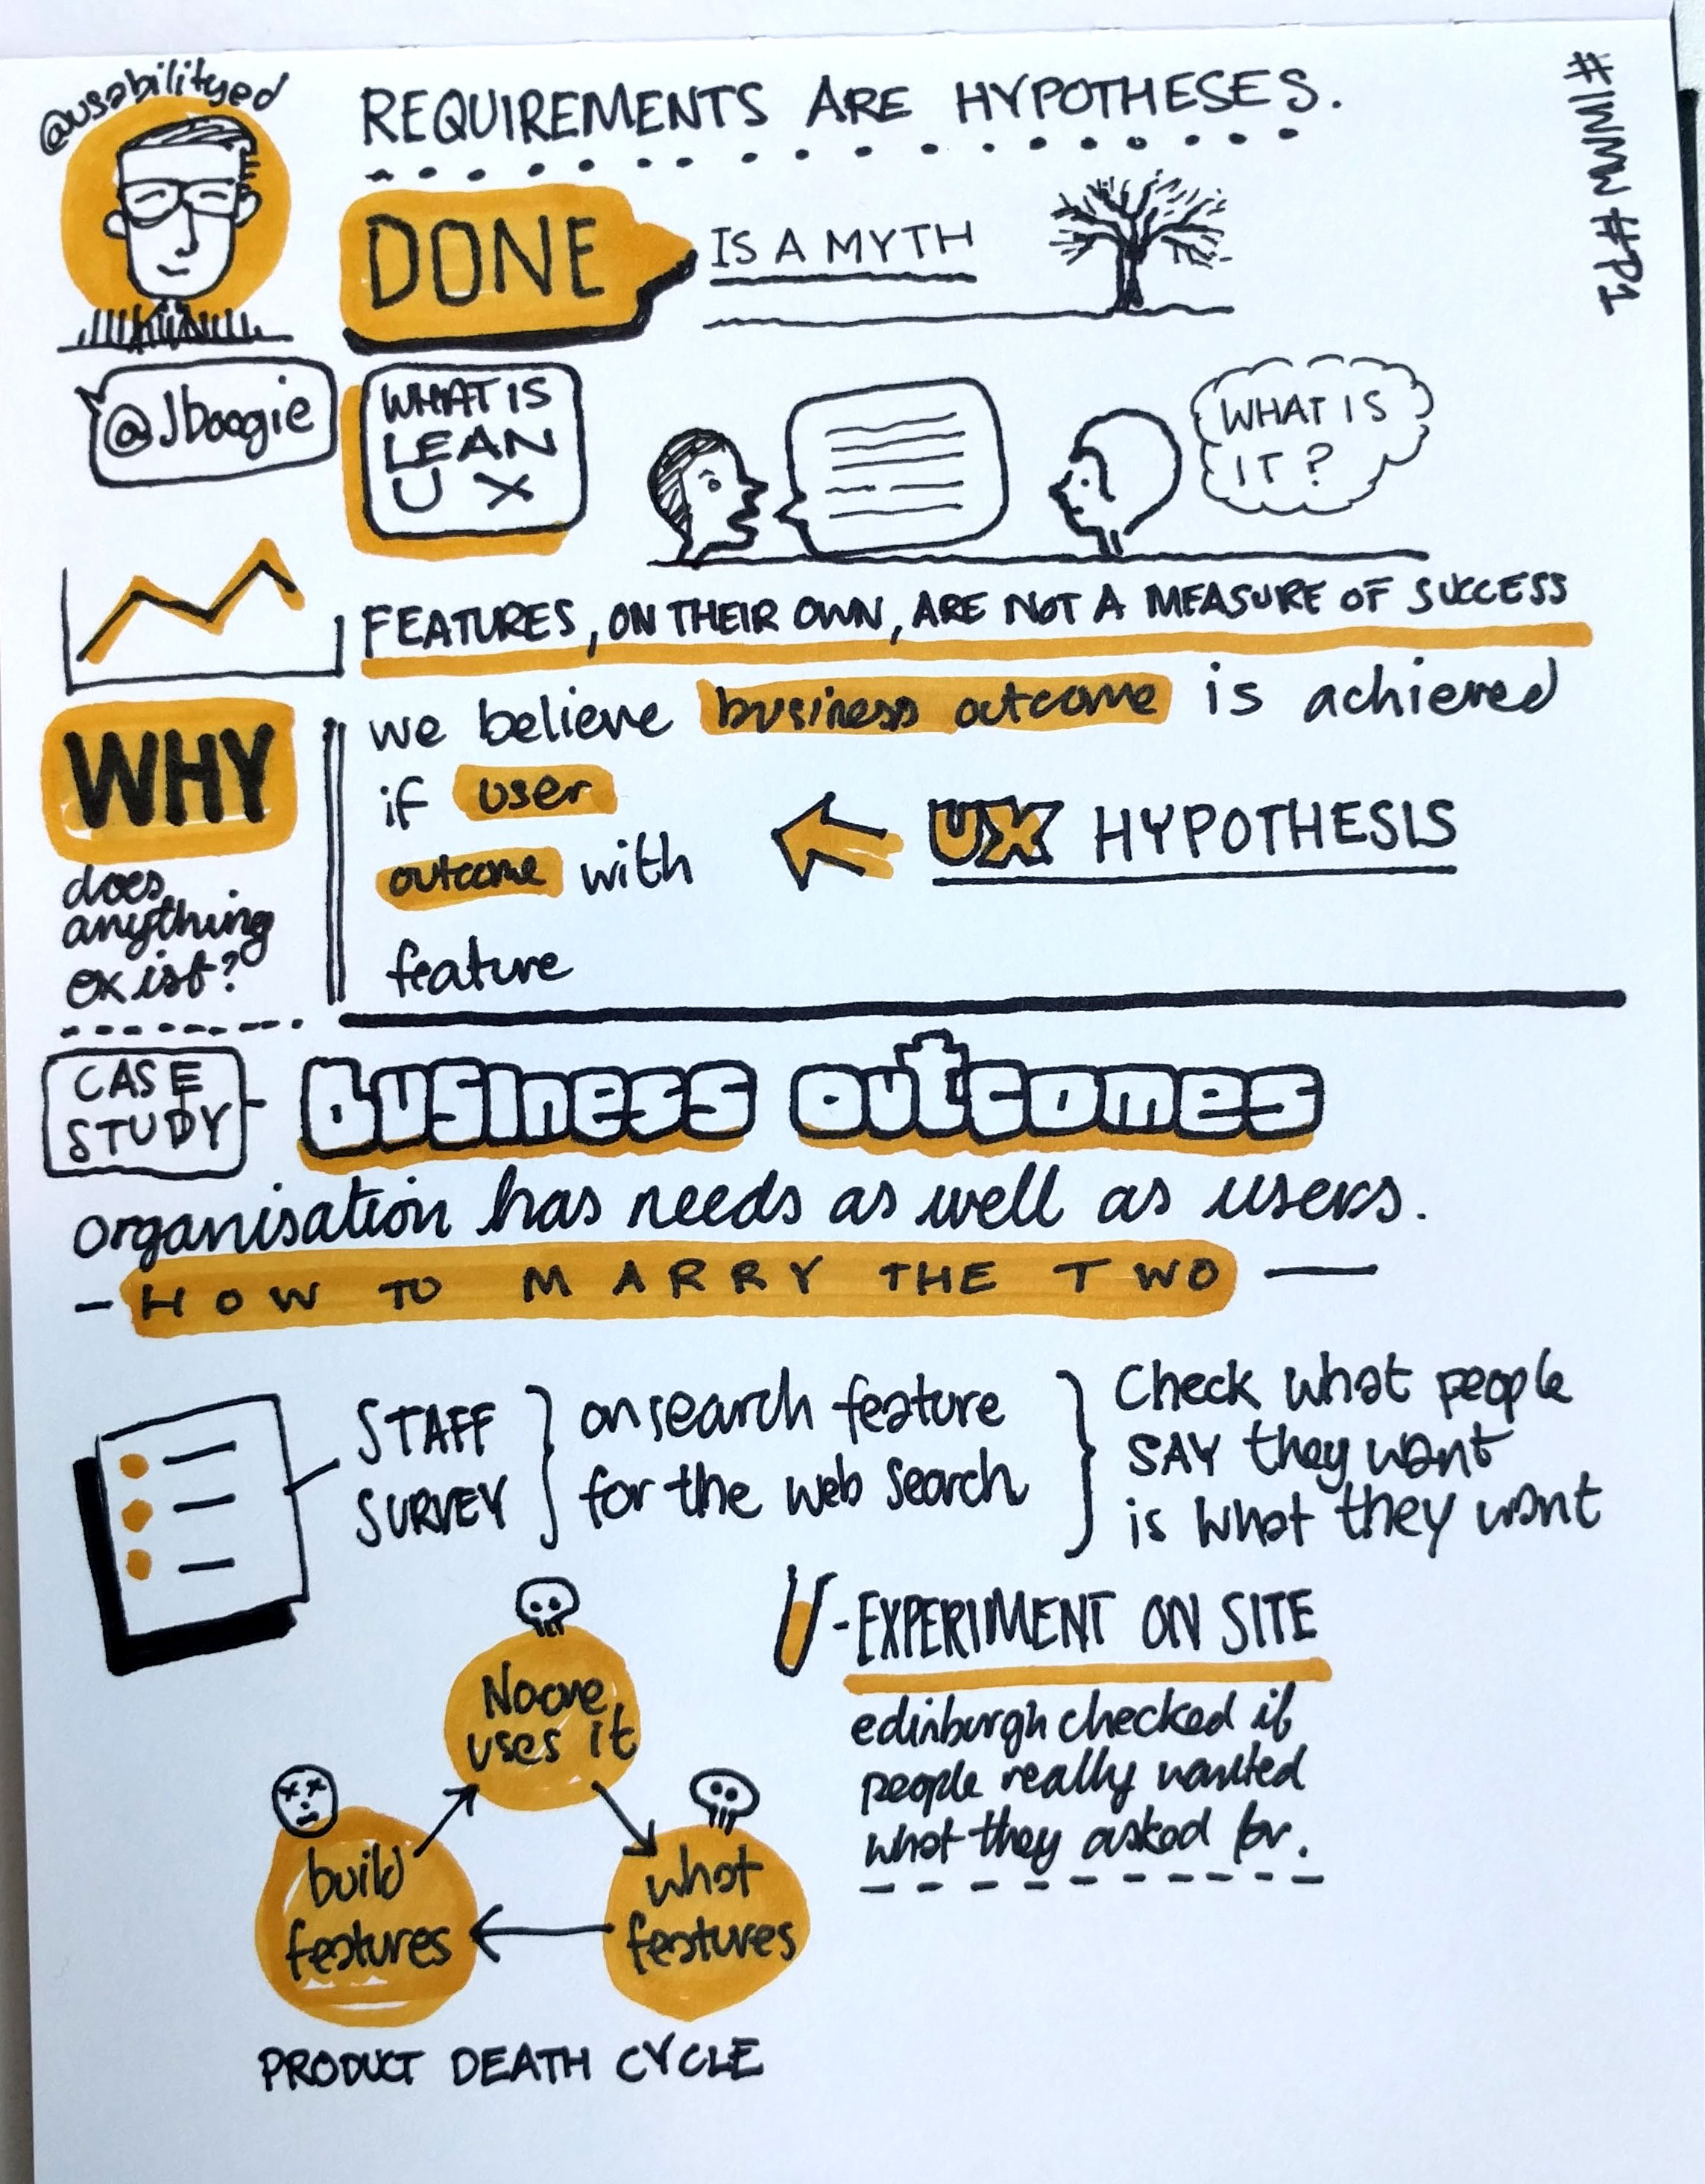 @usabilityed
REQUIREMENTS ARE HYPOTHESES.
#IWMW #P1
DONE
IS A MYTH
@Jboogie
WHAT IS
LEAN
UX
WHAT IS
IT?
FEATURES, ON THEIR OWN, ARE NOT A MEASURE OF SUCCESS
WHY
does
anything
exist?
we believe business outcome is achieved
if user
outcome with
feature
UX HYPOTHESIS
CASE
STUDY
Business outcomes
organisation has needs as well as users.
- HOW TO MARRY THE TWO -
STAFF
SURVEY
on search feature
for the web search
Check what people
SAY they want
is what they want
- EXPERIMENT ON SITE
edinburgh checked if
people really wanted
what they asked for.
Noone
uses it
build
features
what
features
PRODUCT DEATH CYCLE